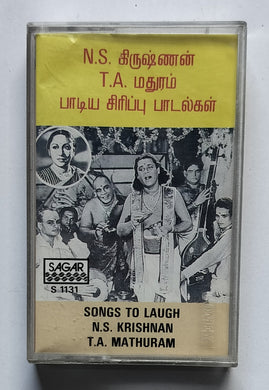 N.S. கிருஷ்ணன்
T.A. மதுரம்
பாடிய சிரிப்பு பாடல்கள்
SAGAR
S 1131
SONGS TO LAUGH
N.S. KRISHNAN
T.A. MATHURAM